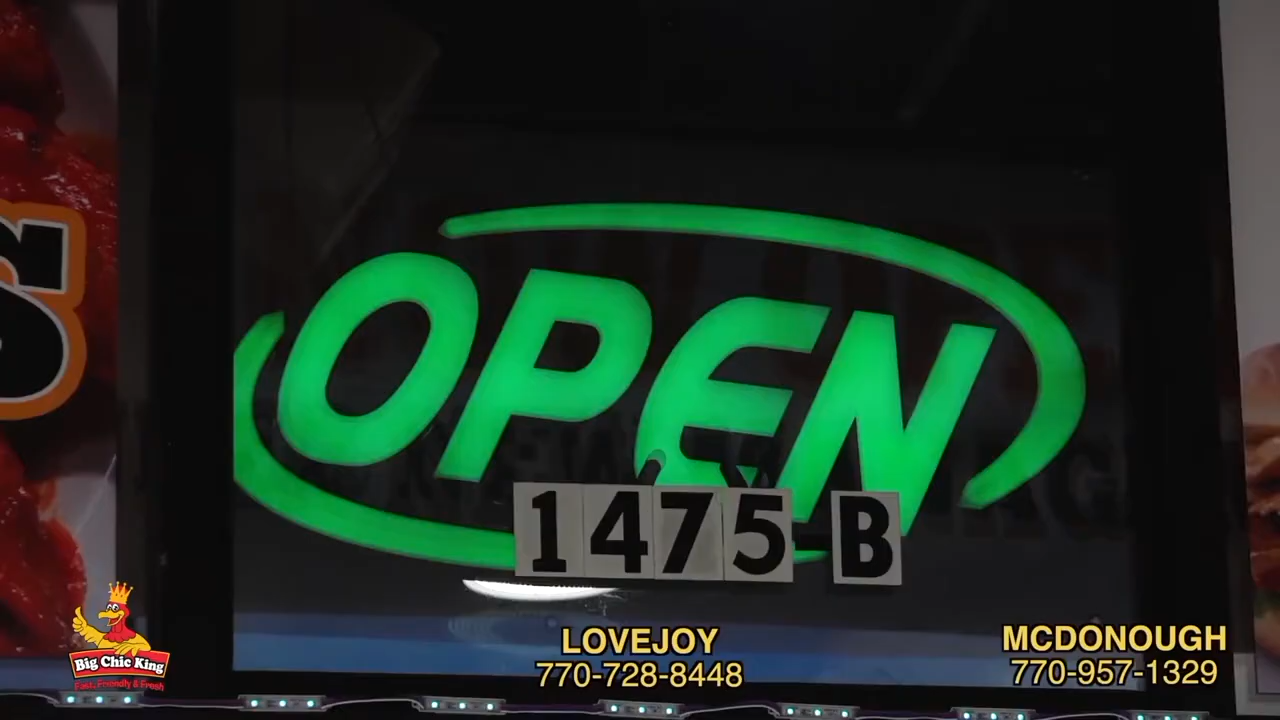 S
OPEN
1475-B
Big Chic King
Fast, Friendly & Fresh
LOVEJOY
770-728-8448
MCDONOUGH
770-957-1329